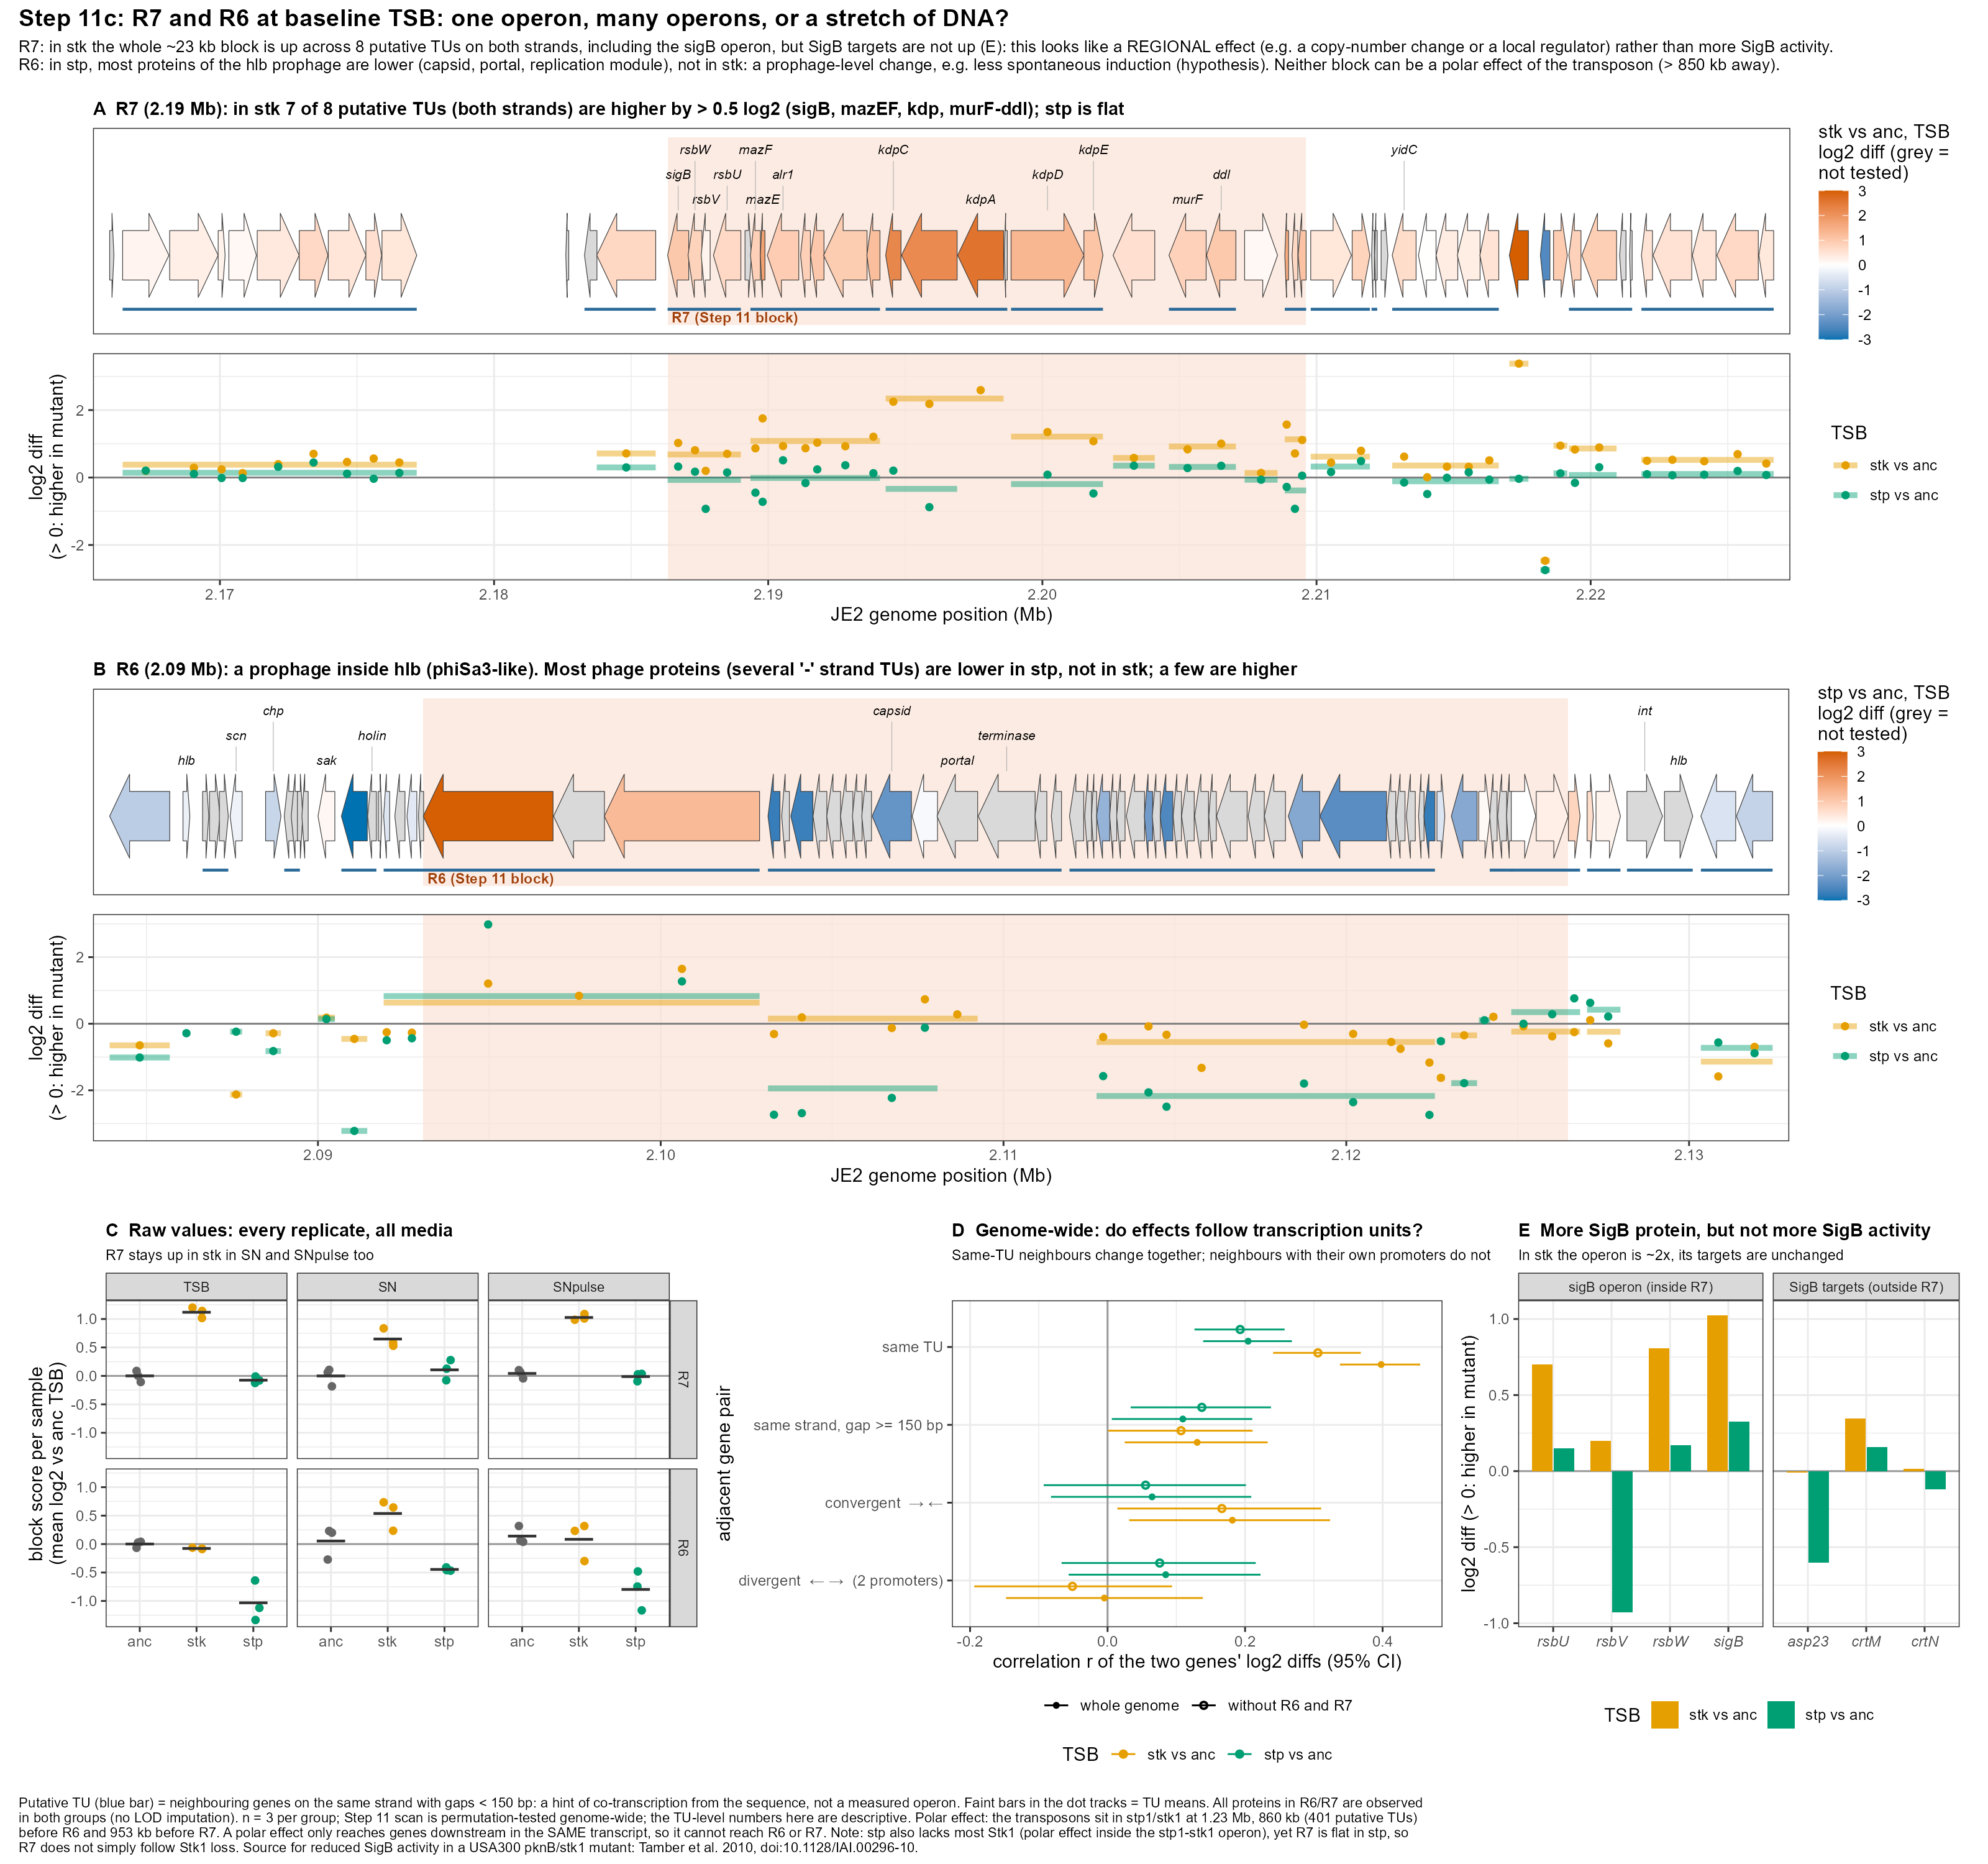 Step 11c: R7 and R6 at baseline TSB: one operon, many operons, or a stretch of DNA?
R7: in stk the whole ~23 kb block is up across 8 putative TUs on both strands, including the sigB operon, but SigB targets are not up (E): this looks like a REGIONAL effect (e.g. a copy-number change or a local regulator) rather than more SigB activity.
R6: in stp, most proteins of the hlb prophage are lower (capsid, portal, replication module), not in stk: a prophage-level change, e.g. less spontaneous induction (hypothesis). Neither block can be a polar effect of the transposon (> 850 kb away).
A R7 (2.19 Mb): in stk 7 of 8 putative TUs (both strands) are higher by > 0.5 log2 (sigB, mazEF, kdp, murF-ddl); stp is flat
rsbW mazF kdpC kdpE yidC
sigB rsbU alr1 kdpD ddl
rsbV mazE kdpA murF
R7 (Step 11 block)
stk vs anc, TSB
log2 diff (grey =
not tested)
3
2
1
0
-1
-2
-3
log2 diff
(> 0: higher in mutant)
2
0
-2
2.17 2.18 2.19 2.20 2.21 2.22
JE2 genome position (Mb)
TSB
stk vs anc
stp vs anc
B R6 (2.09 Mb): a prophage inside hlb (phiSa3-like). Most phage proteins (several '-' strand TUs) are lower in stp, not in stk; a few are higher
chp capsid int
scn holin terminase
hlb sak portal hlb
R6 (Step 11 block)
stp vs anc, TSB
log2 diff (grey =
not tested)
3
2
1
0
-1
-2
-3
log2 diff
(> 0: higher in mutant)
2
0
-2
2.09 2.10 2.11 2.12 2.13
JE2 genome position (Mb)
TSB
stk vs anc
stp vs anc
C Raw values: every replicate, all media
R7 stays up in stk in SN and SNpulse too
TSB SN SNpulse
block score per sample
(mean log2 vs anc TSB)
1.0
0.5
0.0
-0.5
-1.0
R7
1.0
0.5
0.0
-0.5
-1.0
R6
anc stk stp anc stk stp anc stk stp
D Genome-wide: do effects follow transcription units?
Same-TU neighbours change together; neighbours with their own promoters do not
adjacent gene pair
same TU
same strand, gap >= 150 bp
convergent →←
divergent ←→ (2 promoters)
-0.2 0.0 0.2 0.4
correlation r of the two genes' log2 diffs (95% CI)
whole genome without R6 and R7
TSB stk vs anc stp vs anc
E More SigB protein, but not more SigB activity
In stk the operon is ~2x, its targets are unchanged
sigB operon (inside R7) SigB targets (outside R7)
log2 diff (> 0: higher in mutant)
1.0
0.5
0.0
-0.5
-1.0
rsbU rsbV rsbW sigB asp23 crtM crtN
TSB stk vs anc stp vs anc
Putative TU (blue bar) = neighbouring genes on the same strand with gaps < 150 bp: a hint of co-transcription from the sequence, not a measured operon. Faint bars in the dot tracks = TU means. All proteins in R6/R7 are observed
in both groups (no LOD imputation). n = 3 per group; Step 11 scan is permutation-tested genome-wide; the TU-level numbers here are descriptive. Polar effect: the transposons sit in stp1/stk1 at 1.23 Mb, 860 kb (401 putative TUs)
before R6 and 953 kb before R7. A polar effect only reaches genes downstream in the SAME transcript, so it cannot reach R6 or R7. Note: stp also lacks most Stk1 (polar effect inside the stp1-stk1 operon), yet R7 is flat in stp, so
R7 does not simply follow Stk1 loss. Source for reduced SigB activity in a USA300 pknB/stk1 mutant: Tamber et al. 2010, doi:10.1128/IAI.00296-10.